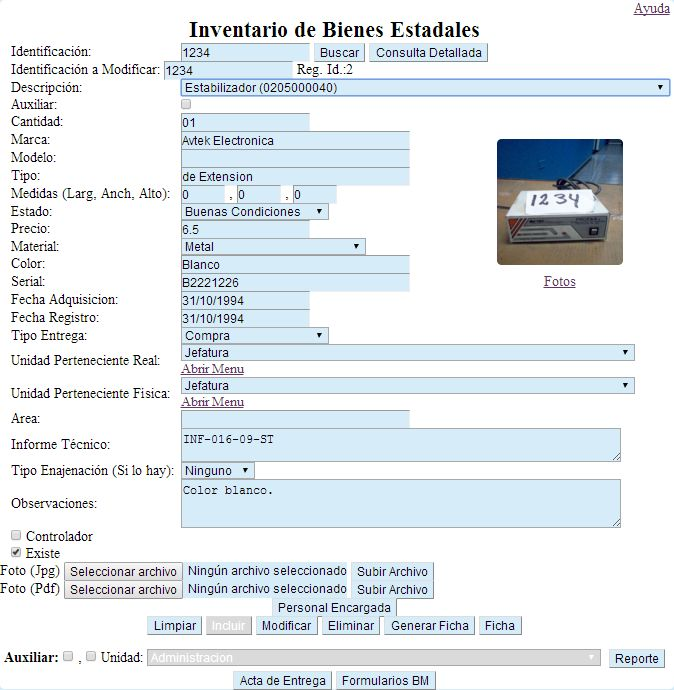 Ayuda
Inventario de Bienes Estadales
Identificación: 1234 Buscar Consulta Detallada
Identificación a Modificar: 1234 Reg. Id.:2
Descripción: Estabilizador (0205000040)
Auxiliar:
Cantidad: 01
Marca: Avtek Electronica
Modelo:
Tipo: de Extension
Medidas (Larg, Anch, Alto): 0 , 0 , 0
Estado: Buenas Condiciones
Precio: 6.5
Material: Metal
Color: Blanco
Serial: B2221226
Fecha Adquisicion: 31/10/1994
Fecha Registro: 31/10/1994
Tipo Entrega: Compra
1234
Fotos
Unidad Perteneciente Real: Jefatura
Abrir Menu
Unidad Perteneciente Fisica: Jefatura
Abrir Menu
Area:
Informe Técnico: INF-016-09-ST
Tipo Enajenación (Si lo hay): Ninguno
Observaciones: Color blanco.
Controlador
Existe
Foto (Jpg) Seleccionar archivo Ningún archivo seleccionado Subir Archivo
Foto (Pdf) Seleccionar archivo Ningún archivo seleccionado Subir Archivo
Personal Encargada
Limpiar Incluir Modificar Eliminar Generar Ficha Ficha
Auxiliar: , Unidad: Administracion Reporte
Acta de Entrega Formularios BM